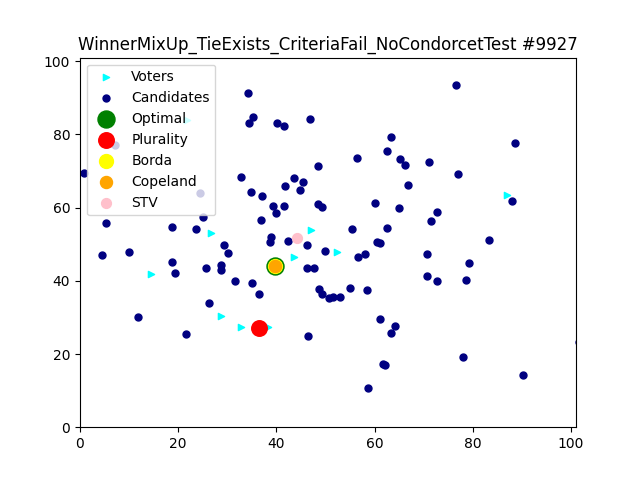 WinnerMixUp_TieExists_CriteriaFail_NoCondorcetTest #9927
100
80
60
40
20
0
Voters
Candidates
Optimal
Plurality
Borda
Copeland
STV
0 20 40 60 80 100